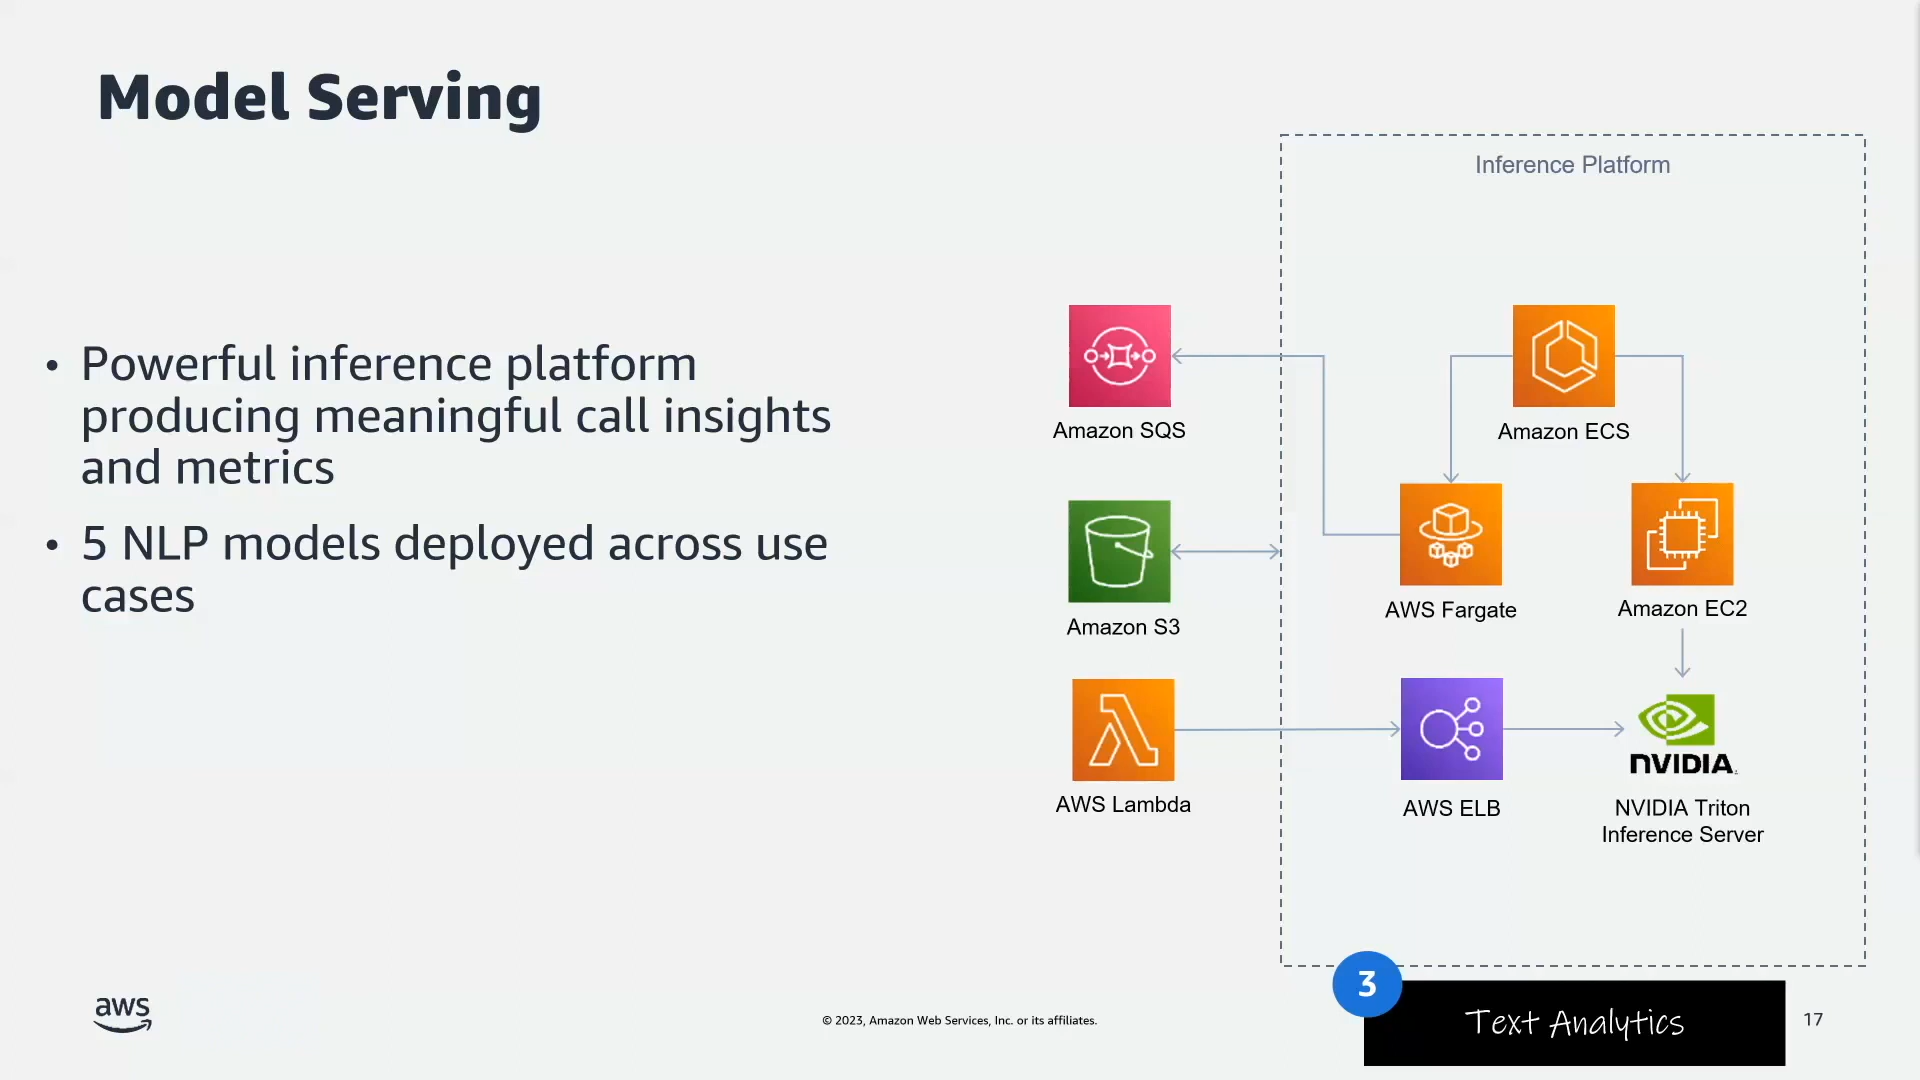 Model Serving
Inference Platform
• Powerful inference platform
producing meaningful call insights
and metrics
• 5 NLP models deployed across use
cases
Amazon SQS
Amazon ECS
Amazon S3
AWS Fargate
Amazon EC2
AWS Lambda
AWS ELB
NVIDIA.
NVIDIA Triton
Inference Server
aws
© 2023, Amazon Web Services, Inc. or its affiliates.
3
Text Analytics
17